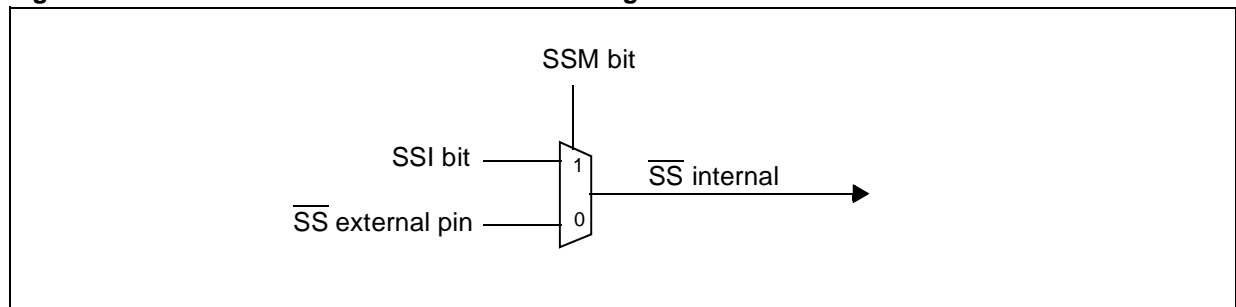 SSM bit
SSI bit
1
SS internal
SS external pin
0